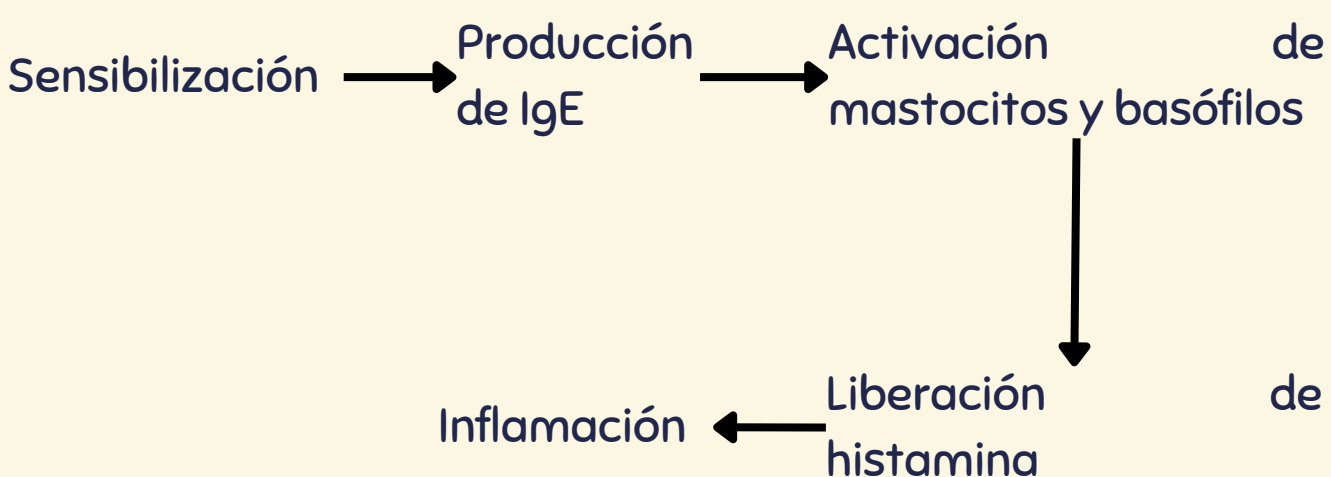 Sensibilización
Producción
de IgE
Activación de
mastocitos y basófilos
Liberación de
histamina
Inflamación